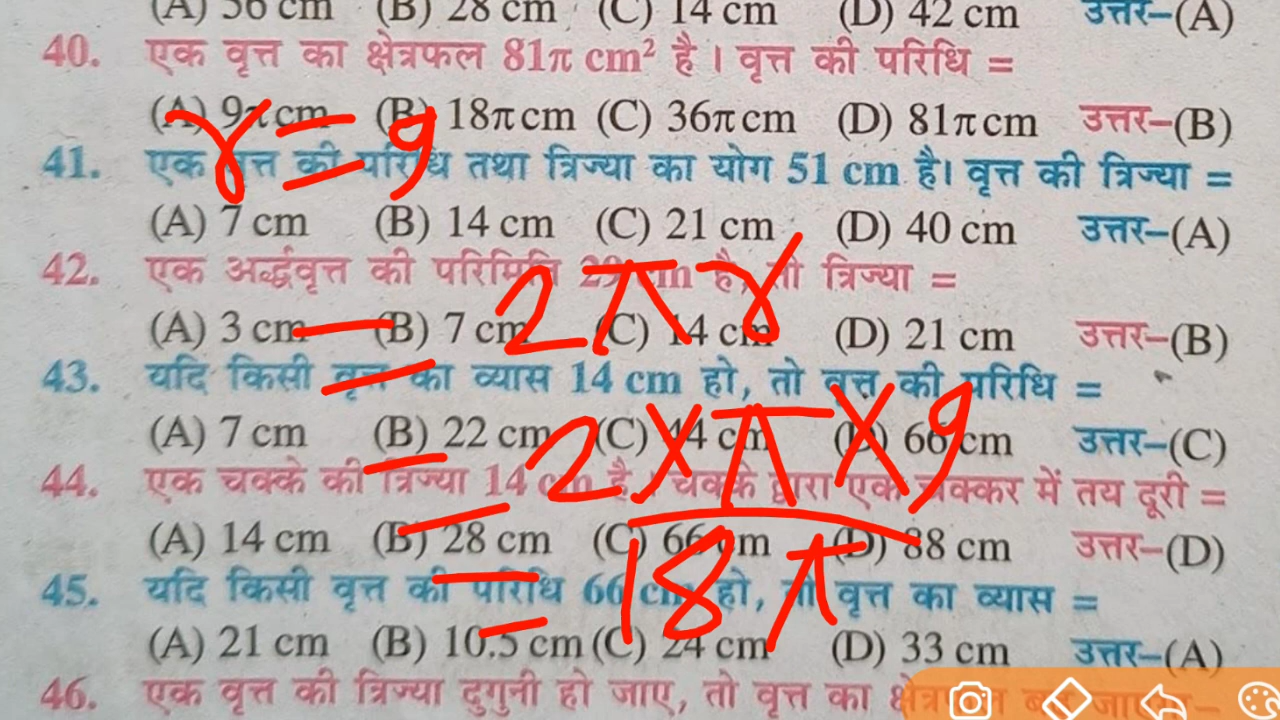 (A) 56 cm (B) 28 cm (C) 14 cm (D) 42 cm उत्तर–(A)
40. एक वृत्त का क्षेत्रफल 81π cm² है । वृत्त की परिधि =
(A) 9π cm (B) 18π cm (C) 36π cm (D) 81π cm उत्तर–(B)
r = 9
41. एक वृत्त की परिधि तथा त्रिज्या का योग 51 cm है। वृत्त की त्रिज्या =
(A) 7 cm (B) 14 cm (C) 21 cm (D) 40 cm उत्तर–(A)
42. एक अर्द्धवृत्त की परिमिति cm है, तो त्रिज्या =
= 2πr
(A) 3 cm (B) 7 cm (C) 14 cm (D) 21 cm उत्तर–(B)
43. यदि किसी वृत्त का व्यास 14 cm हो, तो वृत्त की परिधि =
(A) 7 cm (B) 22 cm (C) 44 cm (D) 66 cm उत्तर–(C)
= 2×π×9
44. एक चक्के की त्रिज्या 14 cm है । चक्के द्वारा एक चक्कर में तय दूरी =
(A) 14 cm (B) 28 cm (C) 66 cm (D) 88 cm उत्तर–(D)
45. यदि किसी वृत्त की परिधि 66 cm हो, तो वृत्त का व्यास =
= 18π
(A) 21 cm (B) 10.5 cm (C) 24 cm (D) 33 cm उत्तर–(A)
46. एक वृत्त की त्रिज्या दुगुनी हो जाए, तो वृत्त का